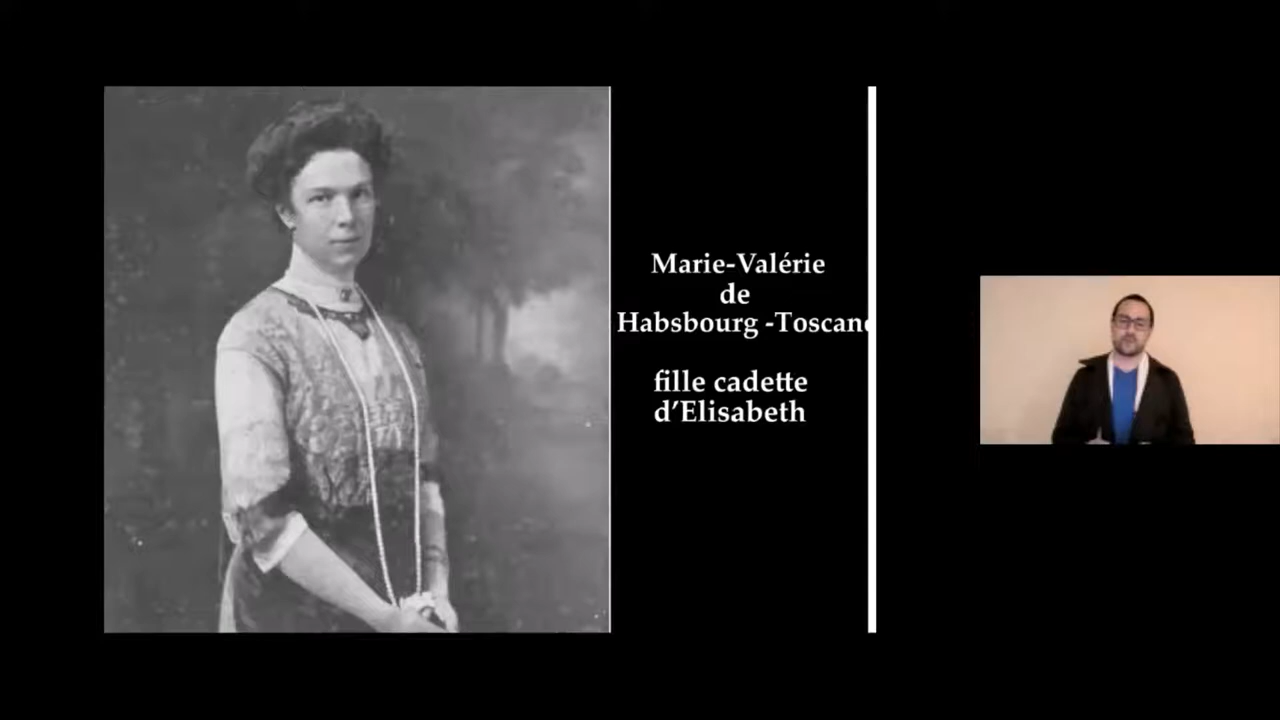 Marie-Valérie
de
Habsbourg -Toscane
fille cadette
d’Elisabeth